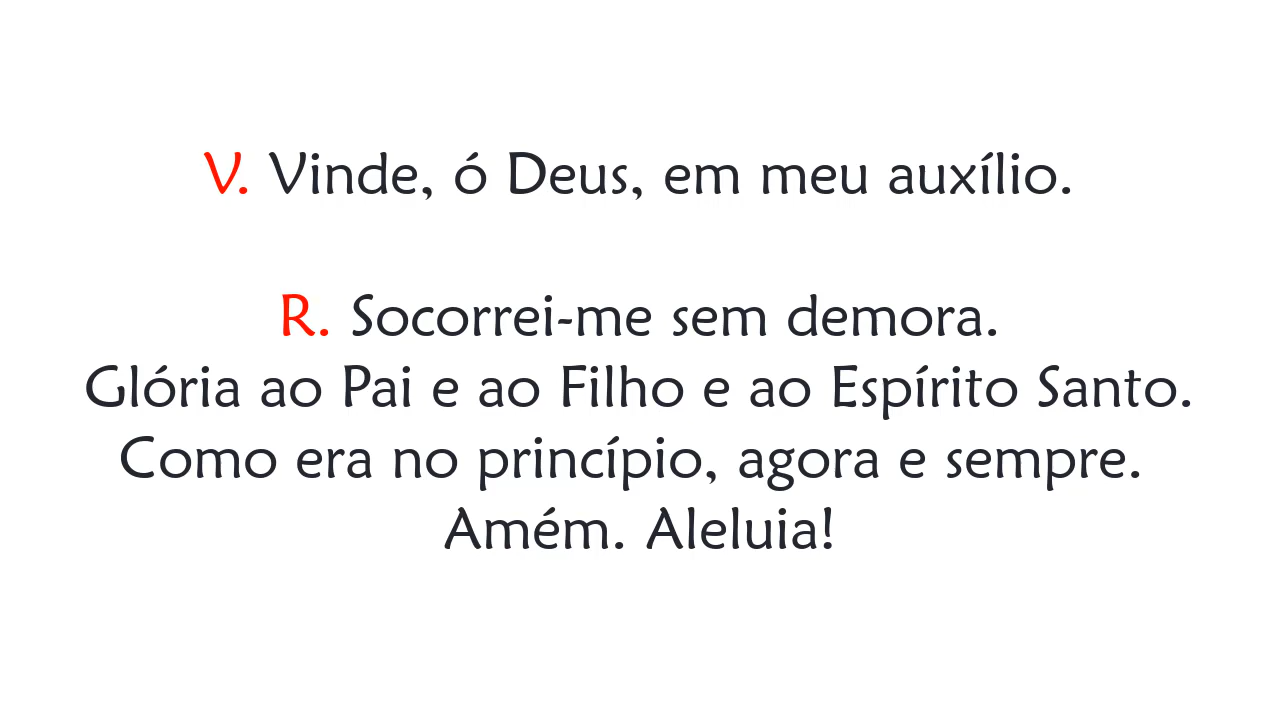 V. Vinde, ó Deus, em meu auxílio.
R. Socorrei-me sem demora.
Glória ao Pai e ao Filho e ao Espírito Santo.
Como era no princípio, agora e sempre.
Amém. Aleluia!